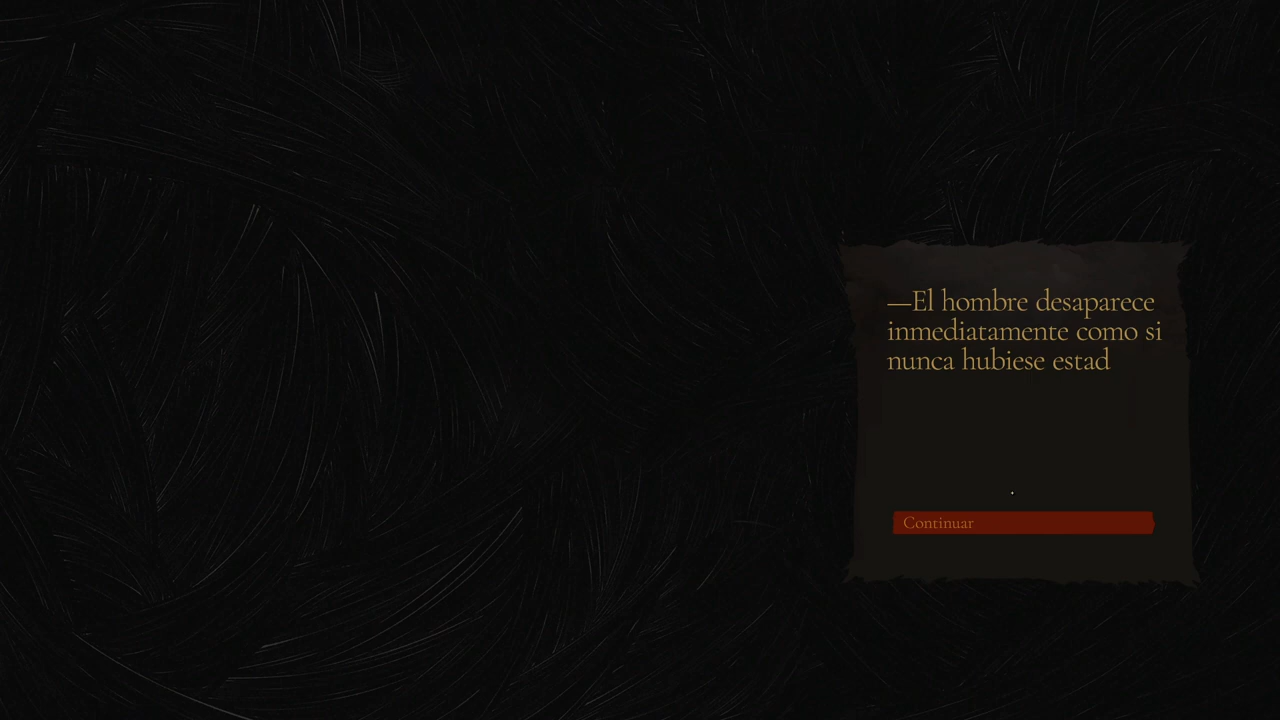 —El hombre desaparece
inmediatamente como si
nunca hubiese estad
Continuar